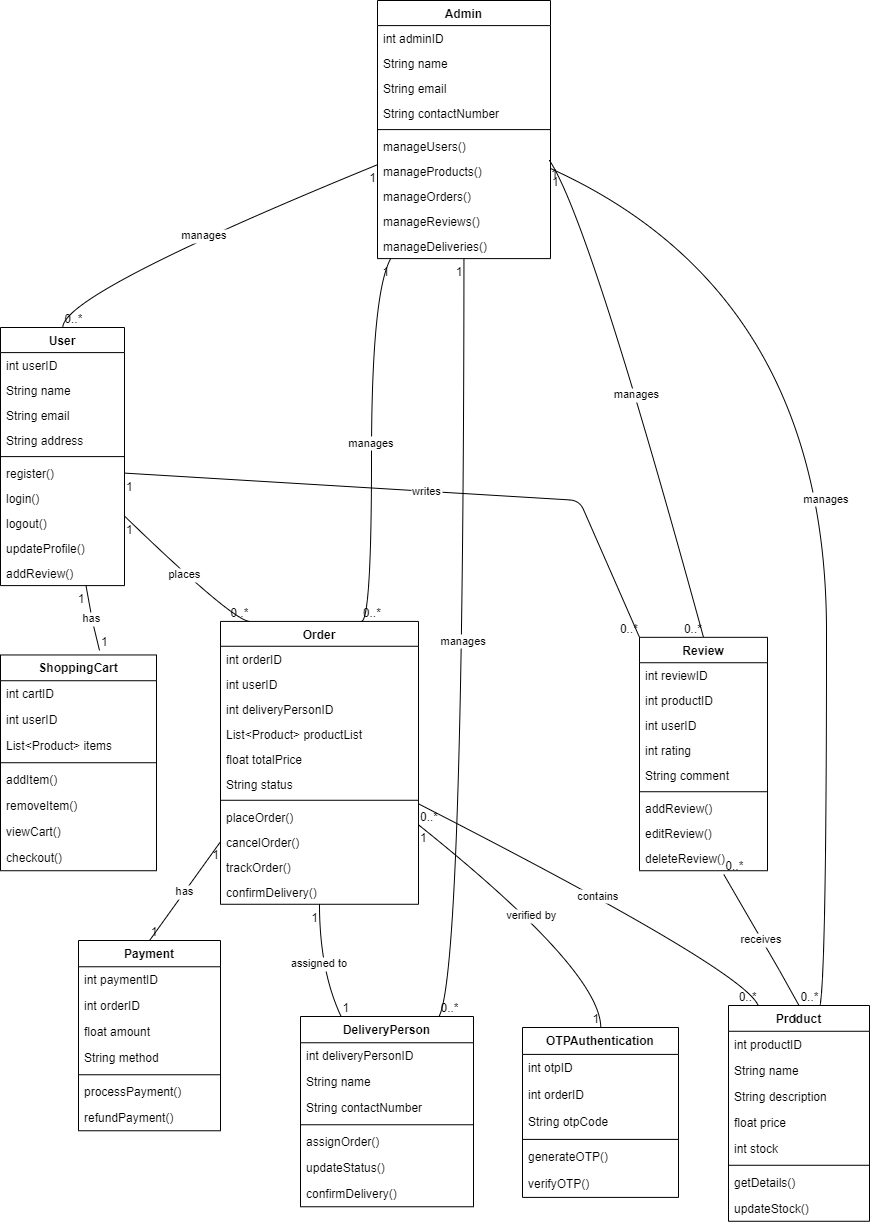 Admin
int adminID
String name
String email
String contactNumber
manageUsers()
manageProducts()
manageOrders()
manageReviews()
manageDeliveries()
1
1
1
1
manages
0..*
User
int userID
String name
String email
String address
register()
login()
logout()
updateProfile()
addReview()
manages
manages
manages
manages
1
writes
1
places
0..*
0..*
0..*
0..*
1
has
1
ShoppingCart
int cartID
int userID
List<Product> items
addItem()
removeItem()
viewCart()
checkout()
Order
int orderID
int userID
int deliveryPersonID
List<Product> productList
float totalPrice
String status
placeOrder()
cancelOrder()
trackOrder()
confirmDelivery()
Review
int reviewID
int productID
int userID
int rating
String comment
addReview()
editReview()
deleteReview()
0..*
0..*
1
1
has
1
1
contains
verified by
receives
assigned to
1
0..*
1
0..*
0..*
Payment
int paymentID
int orderID
float amount
String method
processPayment()
refundPayment()
DeliveryPerson
int deliveryPersonID
String name
String contactNumber
assignOrder()
updateStatus()
confirmDelivery()
OTPAuthentication
int otpID
int orderID
String otpCode
generateOTP()
verifyOTP()
Product
int productID
String name
String description
float price
int stock
getDetails()
updateStock()